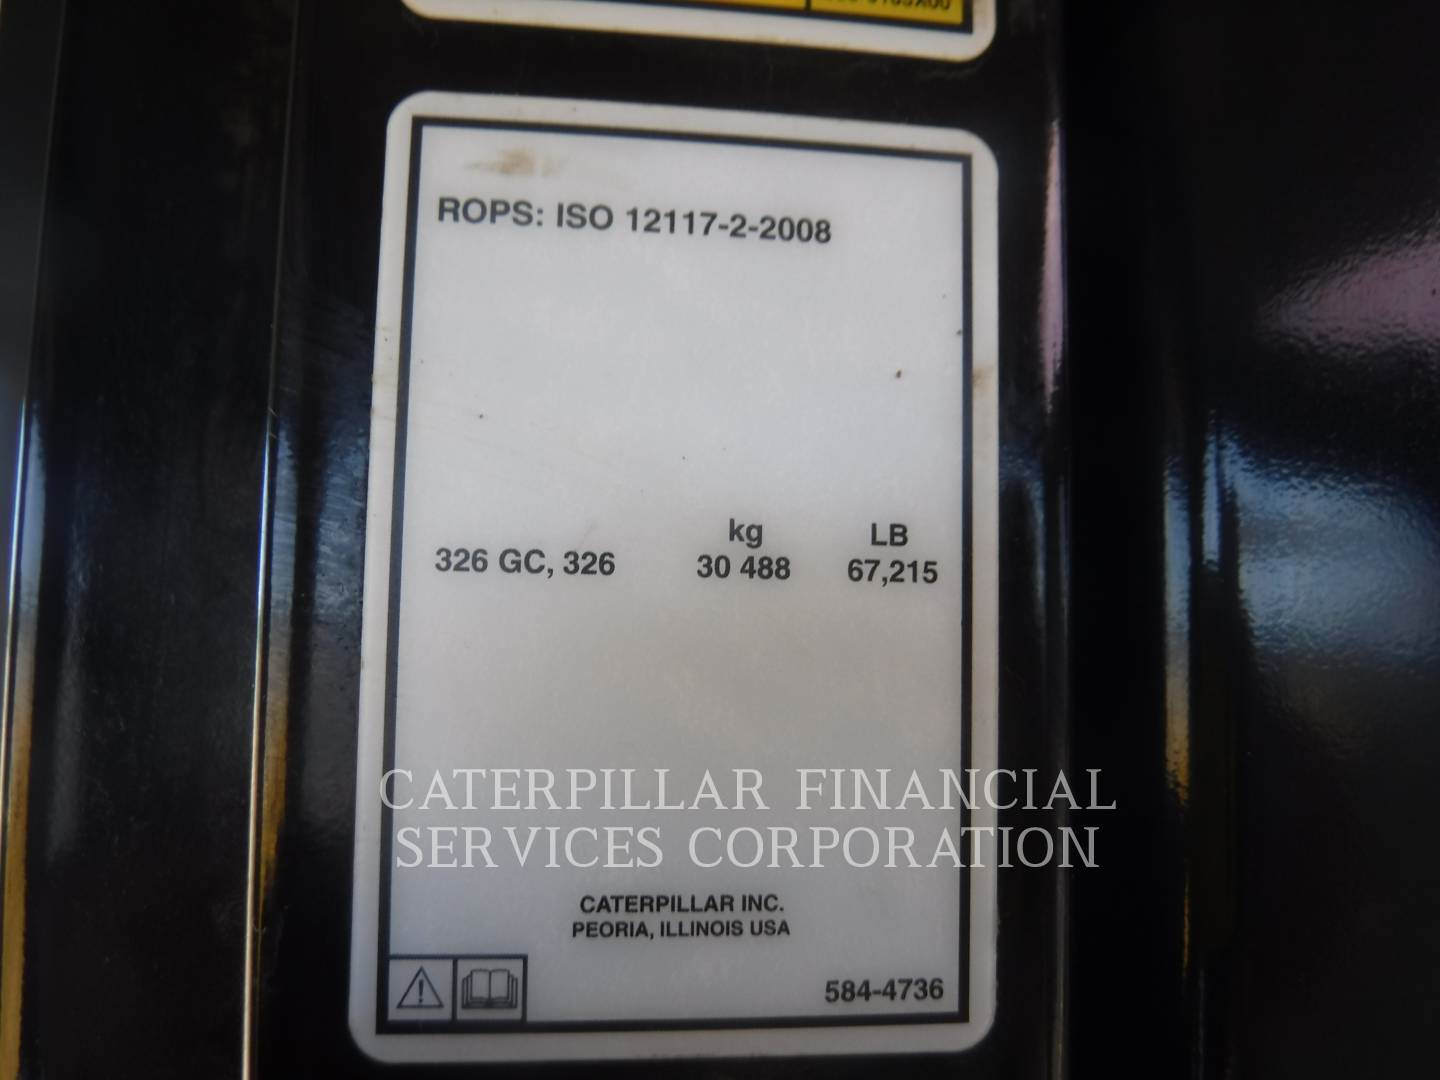 ROPS: ISO 12117-2-2008
kg LB
326 GC, 326 30 488 67,215
CATERPILLAR FINANCIAL
SERVICES CORPORATION
CATERPILLAR INC.
PEORIA, ILLINOIS USA
584-4736